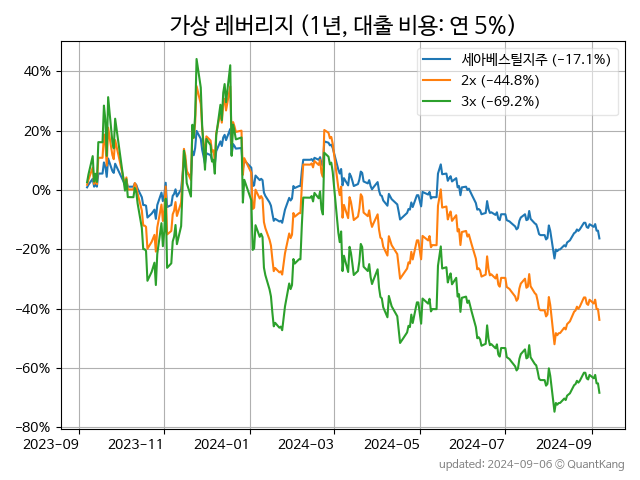 가상 레버리지 (1년, 대출 비용: 연 5%)
세아베스틸지주 (-17.1%)
2x (-44.8%)
3x (-69.2%)
40%
20%
0%
-20%
-40%
-60%
-80%
2023-09 2023-11 2024-01 2024-03 2024-05 2024-07 2024-09
updated: 2024-09-06 © QuantKang